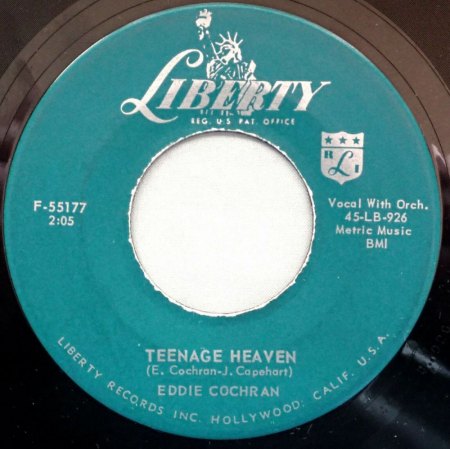 LIBERTY
REG. U.S. PAT. OFFICE
R L I
F-55177
2:05
Vocal With Orch.
45-LB-926
Metric Music
BMI
TEENAGE HEAVEN
(E. Cochran-J. Capehart)
EDDIE COCHRAN
LIBERTY RECORDS INC. HOLLYWOOD, CALIF. U.S.A.